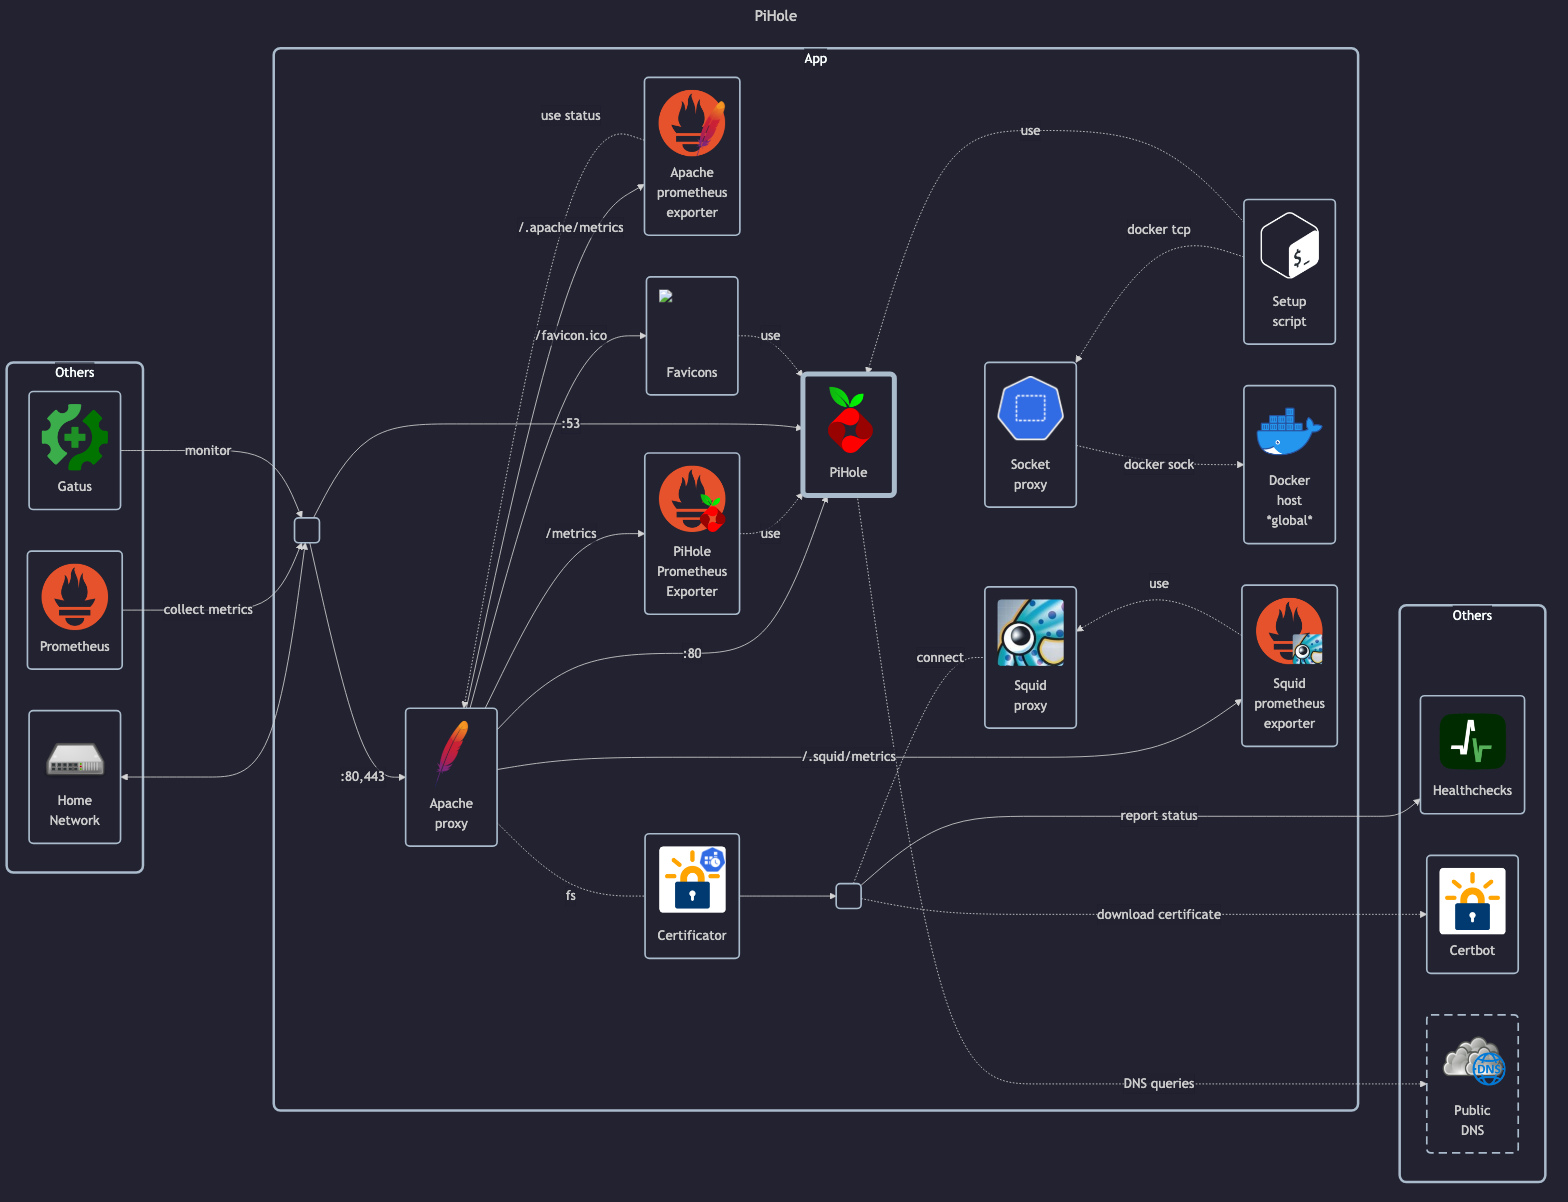 PiHole
App
use status
Apache
prometheus
exporter
/.apache/metrics
use
docker tcp
Setup
script
/favicon.ico
Favicons
use
Others
Gatus
monitor
:53
PiHole
Socket
proxy
docker sock
Docker
host
*global*
/metrics
PiHole
Prometheus
Exporter
use
Prometheus
collect metrics
:80
connect
Squid
proxy
use
Squid
prometheus
exporter
Home
Network
:80,443
Apache
proxy
/.squid/metrics
fs
Certificator
report status
download certificate
DNS queries
Others
Healthchecks
Certbot
DNS
Public
DNS
$_